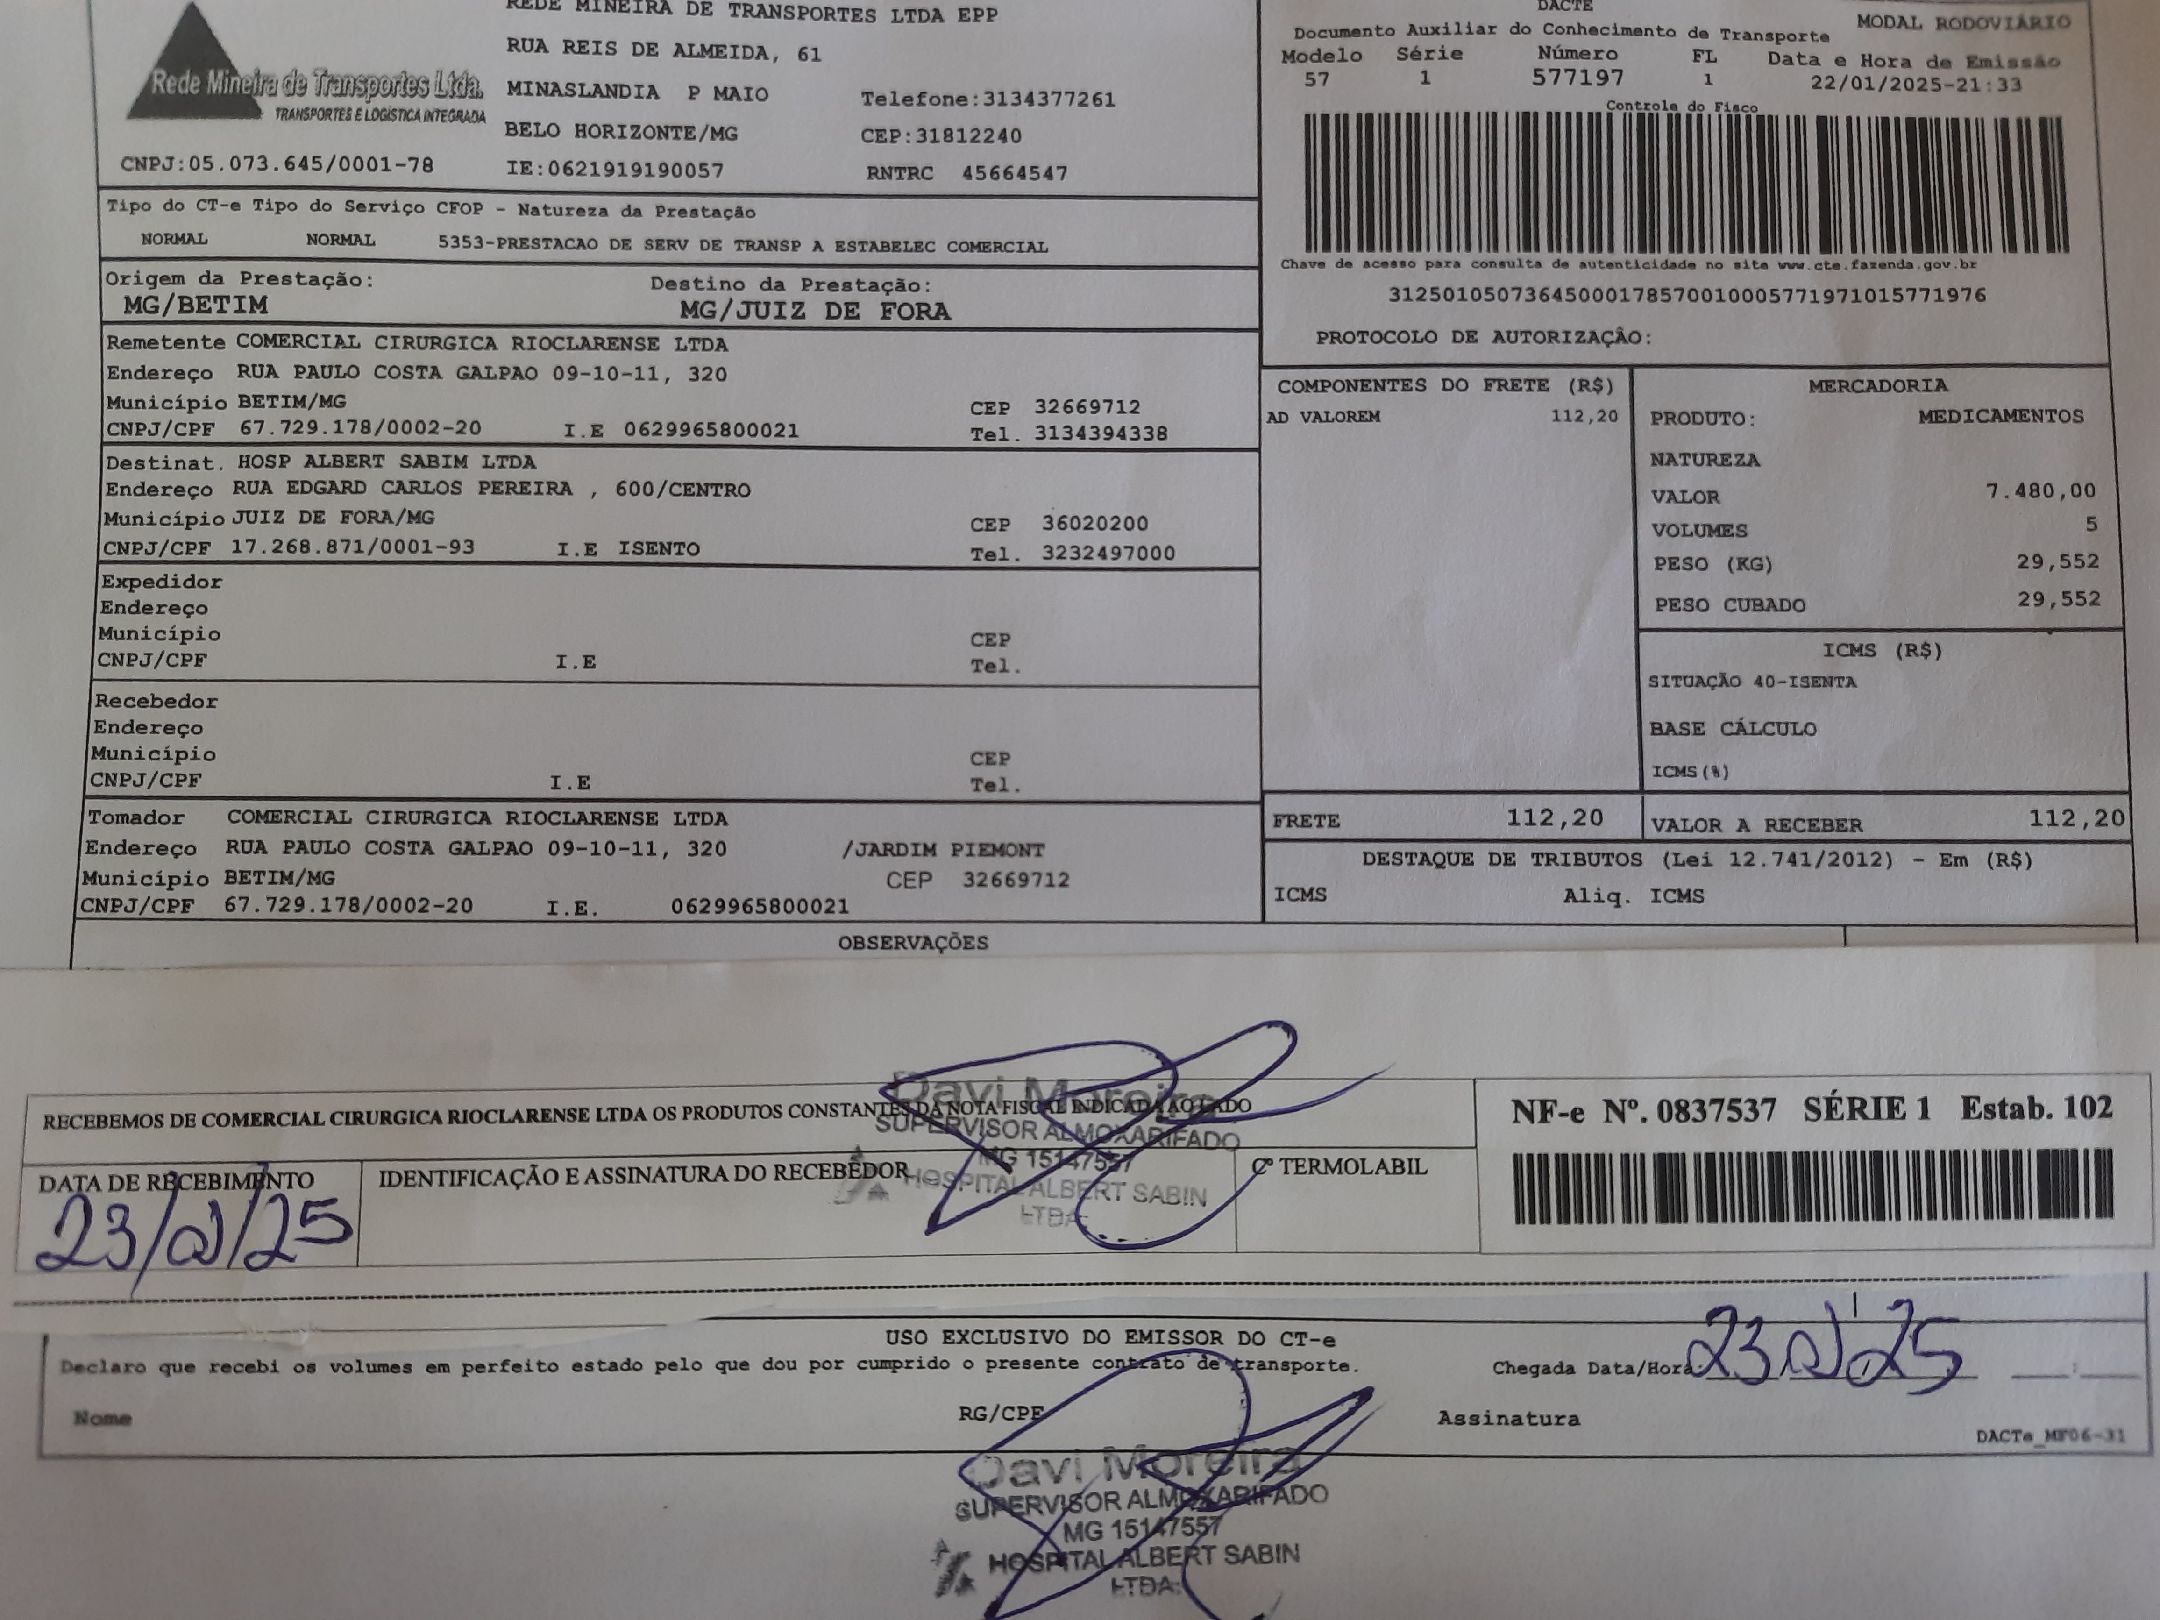 REDE MINEIRA DE TRANSPORTES LTDA EPP
RUA REIS DE ALMEIDA, 61
Rede Mineira de Transportes Ltda.
TRANSPORTES E LOGÍSTICA INTEGRADA
MINASLANDIA P MAIO Telefone:3134377261
BELO HORIZONTE/MG CEP:31812240
CNPJ:05.073.645/0001-78 IE:0621919190057 RNTRC 45664547
DACTE
Documento Auxiliar do Conhecimento de Transporte MODAL RODOVIÁRIO
Modelo Série Número FL Data e Hora de Emissão
57 1 577197 1 22/01/2025-21:33
Controle do Fisco
Chave de acesso para consulta de autenticidade no site www.cte.fazenda.gov.br
31250105073645000178570010005771971015771976
PROTOCOLO DE AUTORIZAÇÃO:
Tipo do CT-e Tipo do Serviço CFOP - Natureza da Prestação
NORMAL NORMAL 5353-PRESTACAO DE SERV DE TRANSP A ESTABELEC COMERCIAL
Origem da Prestação: Destino da Prestação:
MG/BETIM MG/JUIZ DE FORA
Remetente COMERCIAL CIRURGICA RIOCLARENSE LTDA
Endereço RUA PAULO COSTA GALPAO 09-10-11, 320
Município BETIM/MG CEP 32669712
CNPJ/CPF 67.729.178/0002-20 I.E 0629965800021 Tel. 3134394338
Destinat. HOSP ALBERT SABIM LTDA
Endereço RUA EDGARD CARLOS PEREIRA , 600/CENTRO
Município JUIZ DE FORA/MG CEP 36020200
CNPJ/CPF 17.268.871/0001-93 I.E ISENTO Tel. 3232497000
Expedidor
Endereço
Município CEP
CNPJ/CPF I.E Tel.
Recebedor
Endereço
Município CEP
CNPJ/CPF I.E Tel.
Tomador COMERCIAL CIRURGICA RIOCLARENSE LTDA
Endereço RUA PAULO COSTA GALPAO 09-10-11, 320 /JARDIM PIEMONT
Município BETIM/MG CEP 32669712
CNPJ/CPF 67.729.178/0002-20 I.E. 0629965800021
COMPONENTES DO FRETE (R$)
AD VALOREM 112,20
MERCADORIA
PRODUTO: MEDICAMENTOS
NATUREZA
VALOR 7.480,00
VOLUMES 5
PESO (KG) 29,552
PESO CUBADO 29,552
ICMS (R$)
SITUAÇÃO 40-ISENTA
BASE CÁLCULO
ICMS(%)
FRETE 112,20 VALOR A RECEBER 112,20
DESTAQUE DE TRIBUTOS (Lei 12.741/2012) - Em (R$)
ICMS Aliq. ICMS
OBSERVAÇÕES
RECEBEMOS DE COMERCIAL CIRURGICA RIOCLARENSE LTDA OS PRODUTOS CONSTANTES DA NOTA FISCAL INDICADA AO LADO
NF-e Nº. 0837537 SÉRIE 1 Estab. 102
DATA DE RECEBIMENTO IDENTIFICAÇÃO E ASSINATURA DO RECEBEDOR Cº TERMOLABIL
23/01/25
Davi Moreira
SUPERVISOR ALMOXARIFADO
MG 15147557
HOSPITAL ALBERT SABIN
LTDA
USO EXCLUSIVO DO EMISSOR DO CT-e
Declaro que recebi os volumes em perfeito estado pelo que dou por cumprido o presente contrato de transporte. Chegada Data/Hora 23 01 25
Nome RG/CPF Assinatura
DACTe_MF06-31
Davi Moreira
SUPERVISOR ALMOXARIFADO
MG 15147557
HOSPITAL ALBERT SABIN
LTDA.